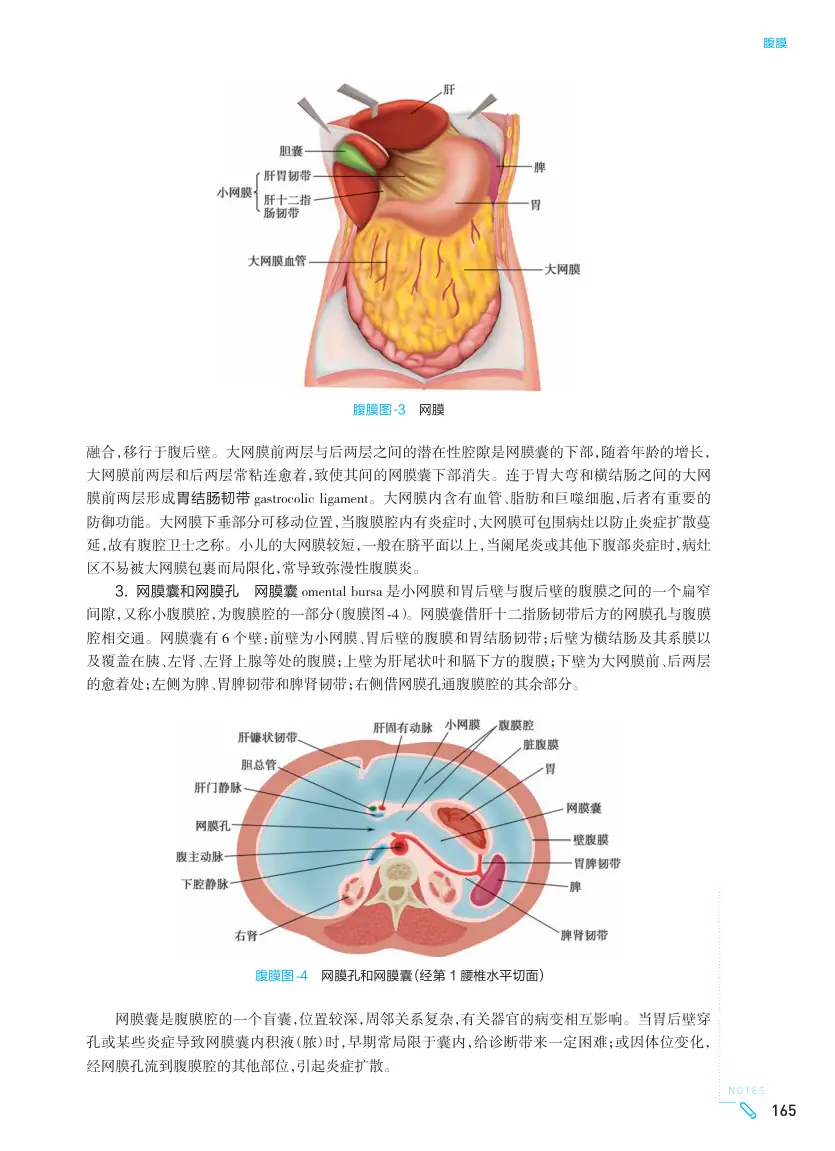 腹膜
肝
胆囊
肝胃韧带
脾
小网膜
肝十二指
肠韧带
胃
大网膜血管
大网膜
腹膜图-3 网膜
融合,移行于腹后壁。大网膜前两层与后两层之间的潜在性腔隙是网膜囊的下部,随着年龄的增长,
大网膜前两层和后两层常粘连愈着,致使其间的网膜囊下部消失。连于胃大弯和横结肠之间的大网
膜前两层形成胃结肠韧带 gastrocolic ligament。大网膜内含有血管、脂肪和巨噬细胞,后者有重要的
防御功能。大网膜下垂部分可移动位置,当腹膜腔内有炎症时,大网膜可包围病灶以防止炎症扩散蔓
延,故有腹腔卫士之称。小儿的大网膜较短,一般在脐平面以上,当阑尾炎或其他下腹部炎症时,病灶
区不易被大网膜包裹而局限化,常导致弥漫性腹膜炎。
3. 网膜囊和网膜孔 网膜囊 omental bursa 是小网膜和胃后壁与腹后壁的腹膜之间的一个扁窄
间隙,又称小腹膜腔,为腹膜腔的一部分(腹膜图-4)。网膜囊借肝十二指肠韧带后方的网膜孔与腹膜
腔相交通。网膜囊有 6 个壁:前壁为小网膜、胃后壁的腹膜和胃结肠韧带;后壁为横结肠及其系膜以
及覆盖在胰、左肾、左肾上腺等处的腹膜;上壁为肝尾状叶和膈下方的腹膜;下壁为大网膜前、后两层
的愈着处;左侧为脾、胃脾韧带和脾肾韧带;右侧借网膜孔通腹膜腔的其余部分。
肝固有动脉 小网膜 腹膜腔
肝镰状韧带
脏腹膜
胆总管
胃
肝门静脉
网膜囊
网膜孔
壁腹膜
腹主动脉
胃脾韧带
下腔静脉
脾
右肾
脾肾韧带
腹膜图-4 网膜孔和网膜囊(经第 1 腰椎水平切面)
网膜囊是腹膜腔的一个盲囊,位置较深,周邻关系复杂,有关器官的病变相互影响。当胃后壁穿
孔或某些炎症导致网膜囊内积液(脓)时,早期常局限于囊内,给诊断带来一定困难;或因体位变化,
经网膜孔流到腹膜腔的其他部位,引起炎症扩散。
NOTES
165